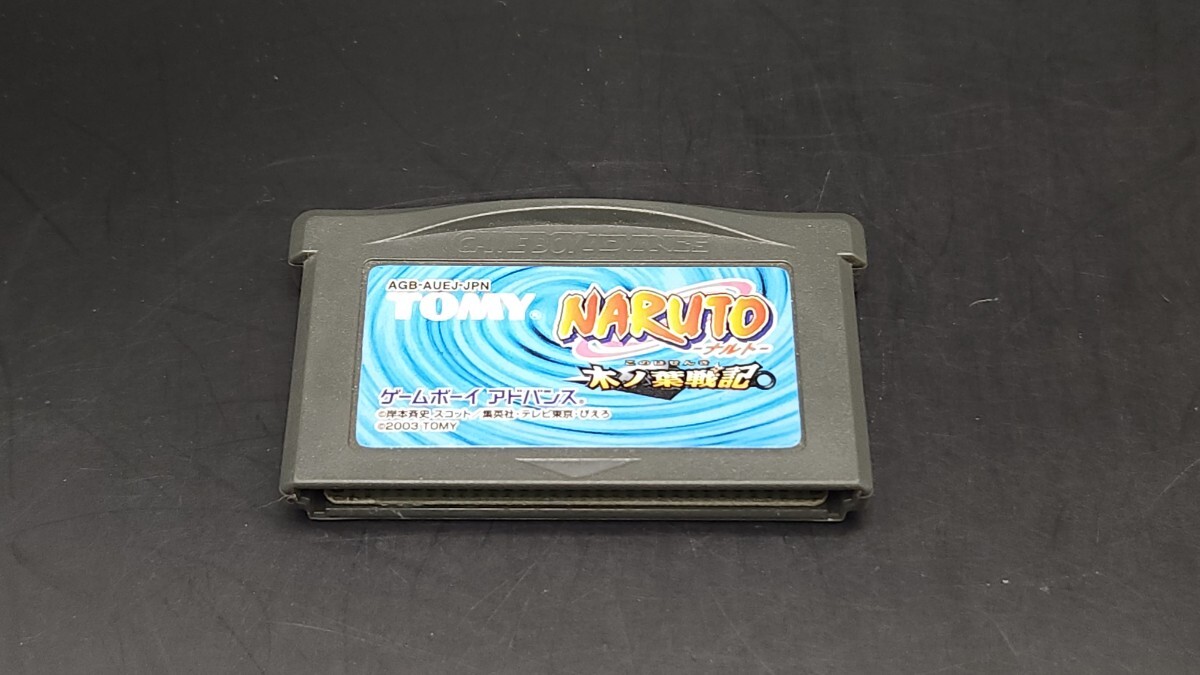 GAME BOY ADVANCE
AGB-AUEJ-JPN
TOMY®
NARUTO
-ナルト-
このはせんき
木ノ葉戦記
ゲームボーイ アドバンス®
©岸本斉史 スコット/集英社・テレビ東京・ぴえろ
©2003 TOMY